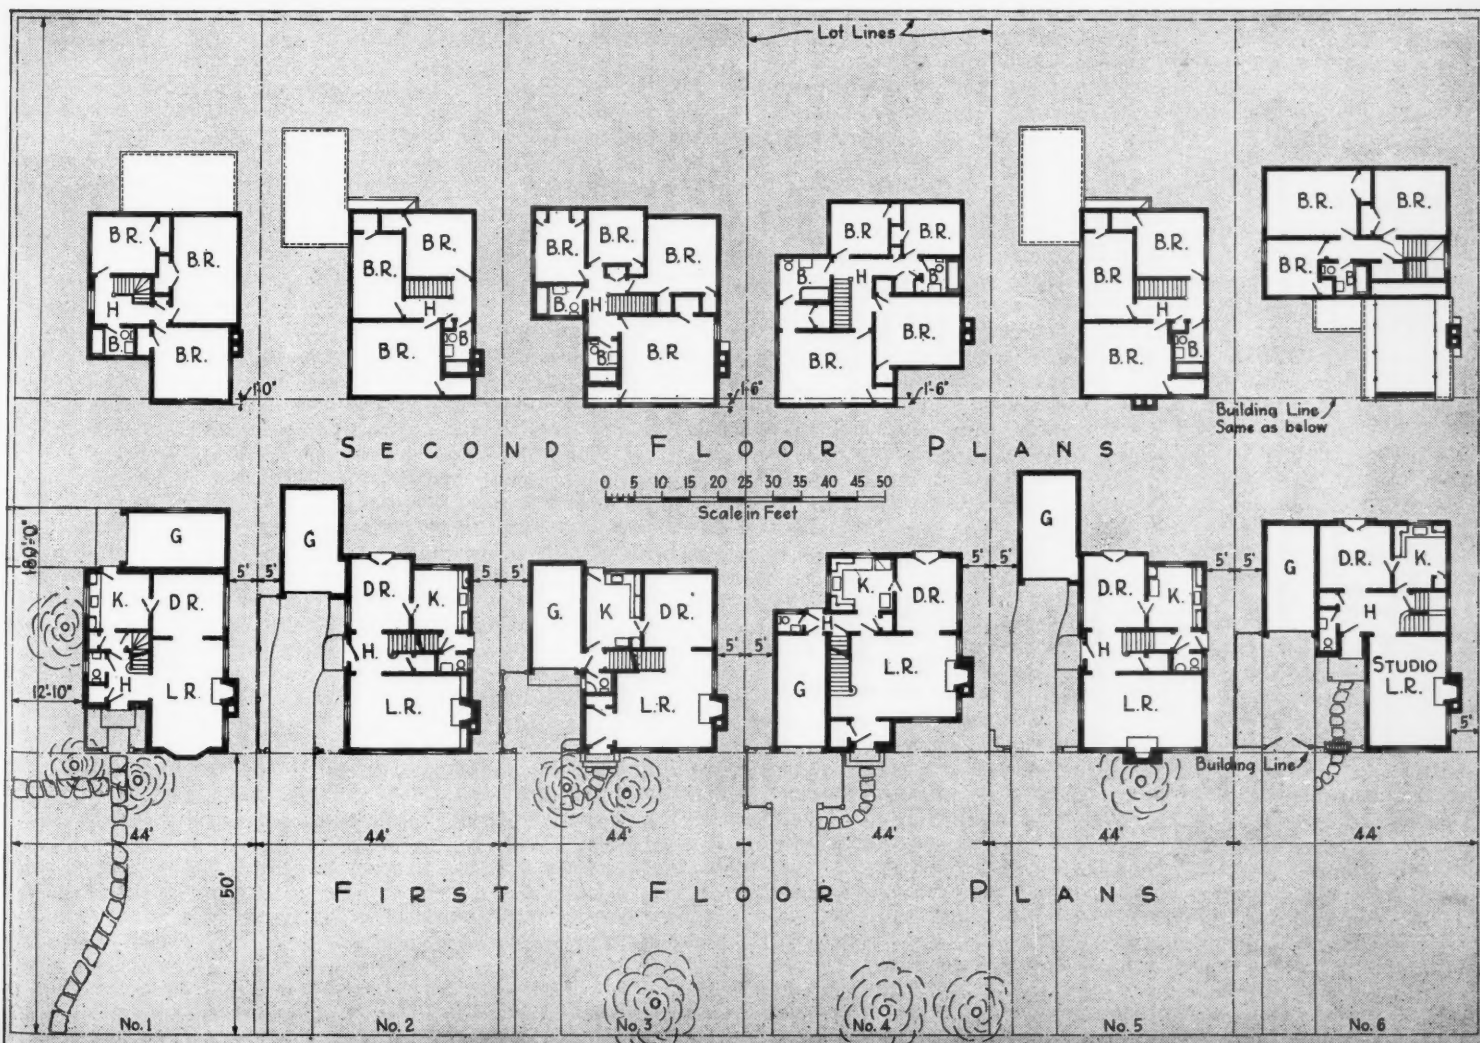 Lot Lines
B.R.
B.R.
H
B.
B.R.
1'-0"
B.R.
B.R.
H
B.R.
B.
B.R.
B.R.
B.R.
B.
H
B.
B.R
1'-6"
B.R
B.R.
B.
H
B.
B.R.
B.R.
1'-6"
B.R.
B.R
H
B.R.
B.
B.R.
B.R.
B.R.
B.
Building Line
Same as below
SECOND FLOOR PLANS
0 5 10 15 20 25 30 35 40 45 50
Scale in Feet
180'-0"
12'-10"
G
K.
D.R.
H
L.R.
5'
5'
G
D.R.
K.
H.
L.R.
5'
5'
G.
K
D.R.
L.R.
5'
5'
K.
D.R.
H
L.R.
G
5'
5'
G
D.R.
K.
H
L.R.
5'
5'
G
D.R.
K.
H
STUDIO
L.R.
5'
Building Line
44'
44'
44'
44'
44'
44'
50'
FIRST FLOOR PLANS
No. 1
No. 2
No. 3
No. 4
No. 5
No. 6